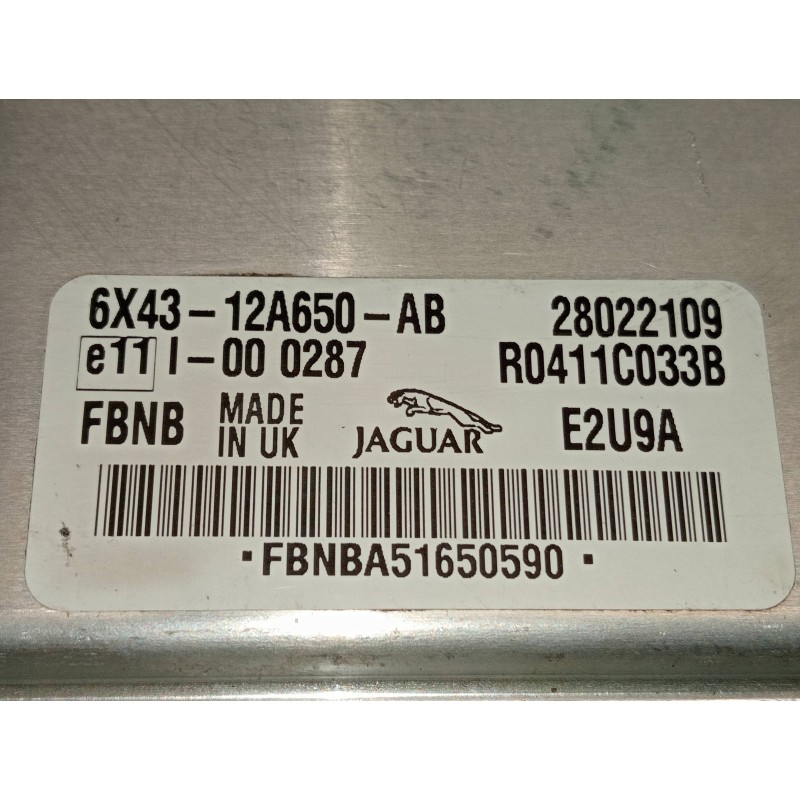 6X43-12A650-AB 28022109
e11 I-00 0287 R0411C033B
FBNB MADE IN UK JAGUAR E2U9A
·FBNBA51650590·